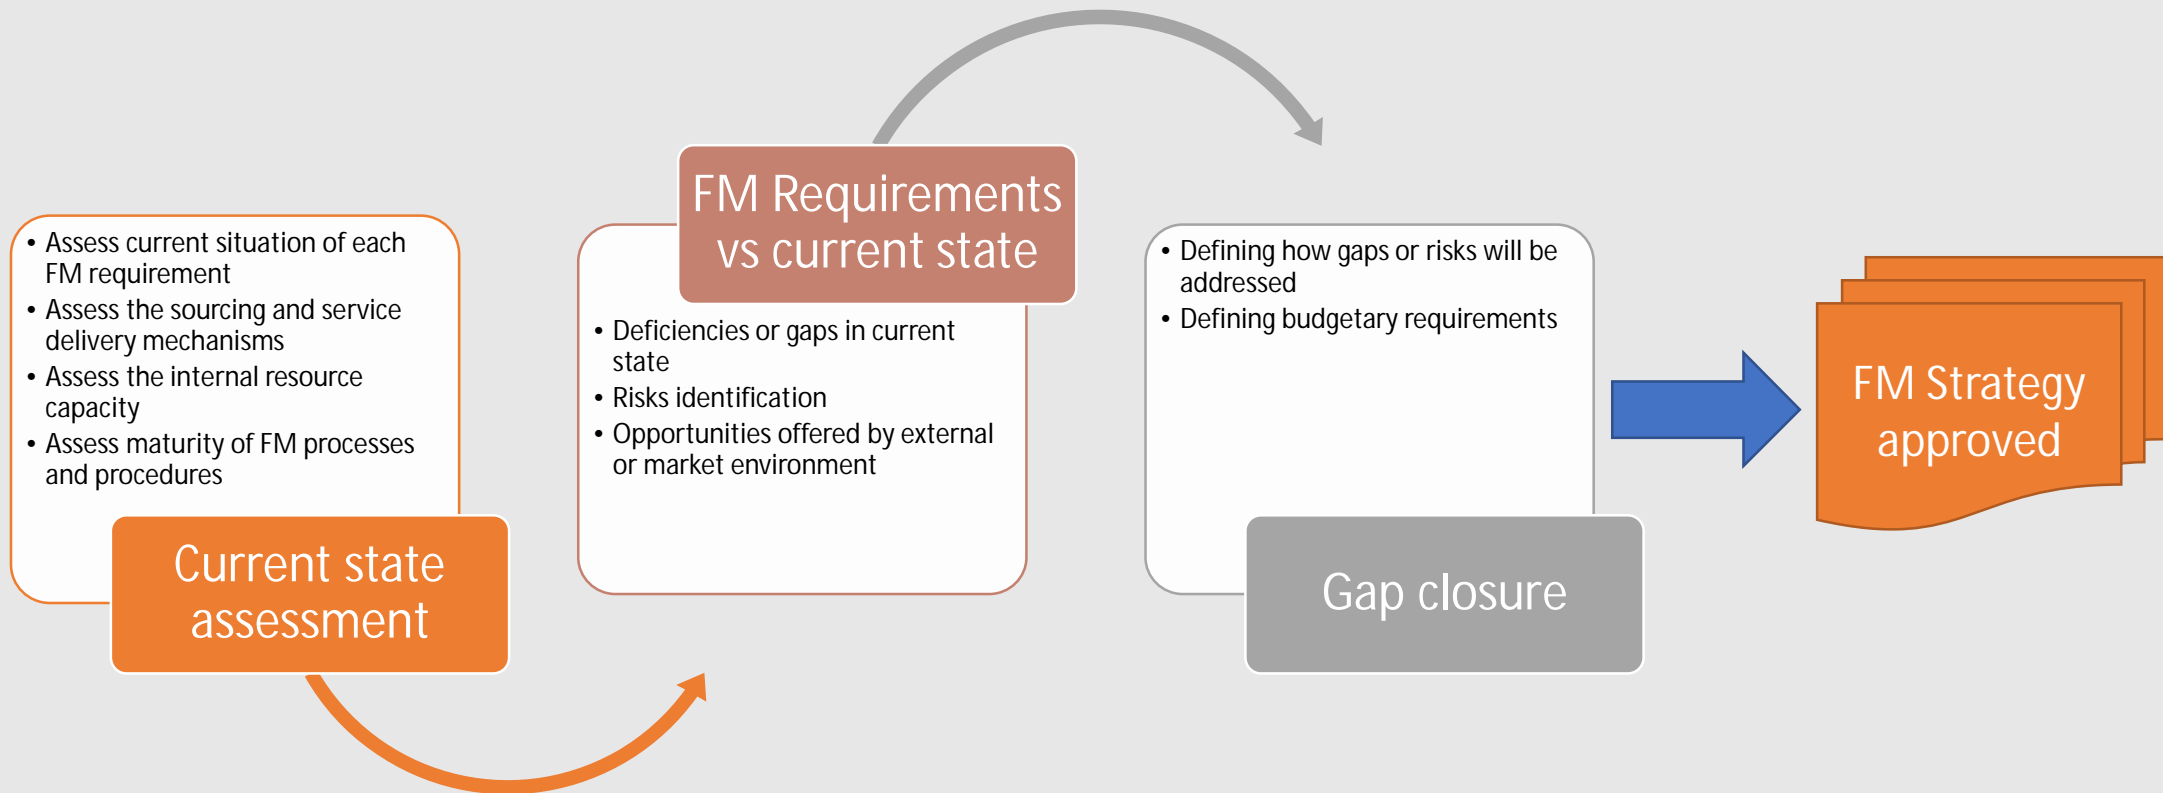 • Assess current situation of each
FM requirement
• Assess the sourcing and service
delivery mechanisms
• Assess the internal resource
capacity
• Assess maturity of FM processes
and procedures
Current state
assessment
FM Requirements
vs current state
• Deficiencies or gaps in current
state
• Risks identification
• Opportunities offered by external
or market environment
• Defining how gaps or risks will be
addressed
• Defining budgetary requirements
Gap closure
FM Strategy
approved